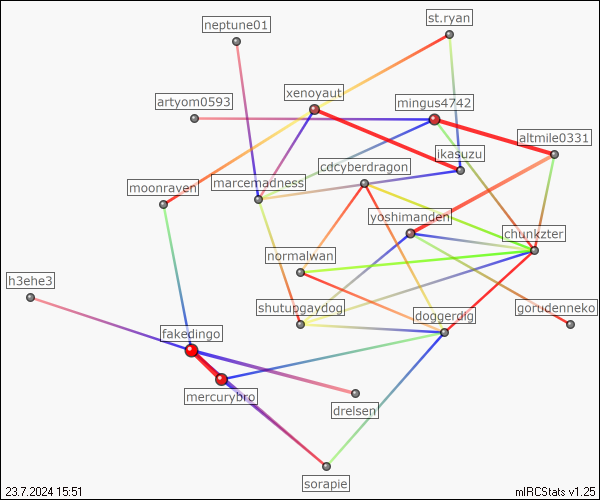 st.ryan
neptune01
xenoyaut
mingus4742
artyom0593
altmile0331
ikasuzu
cdcyberdragon
marcemadness
moonraven
yoshimanden
chunkzter
normalwan
h3ehe3
shutupgaydog
gorudenneko
doggerdig
fakedingo
mercurybro
drelsen
sorapie
23.7.2024 15:51
mIRCStats v1.25